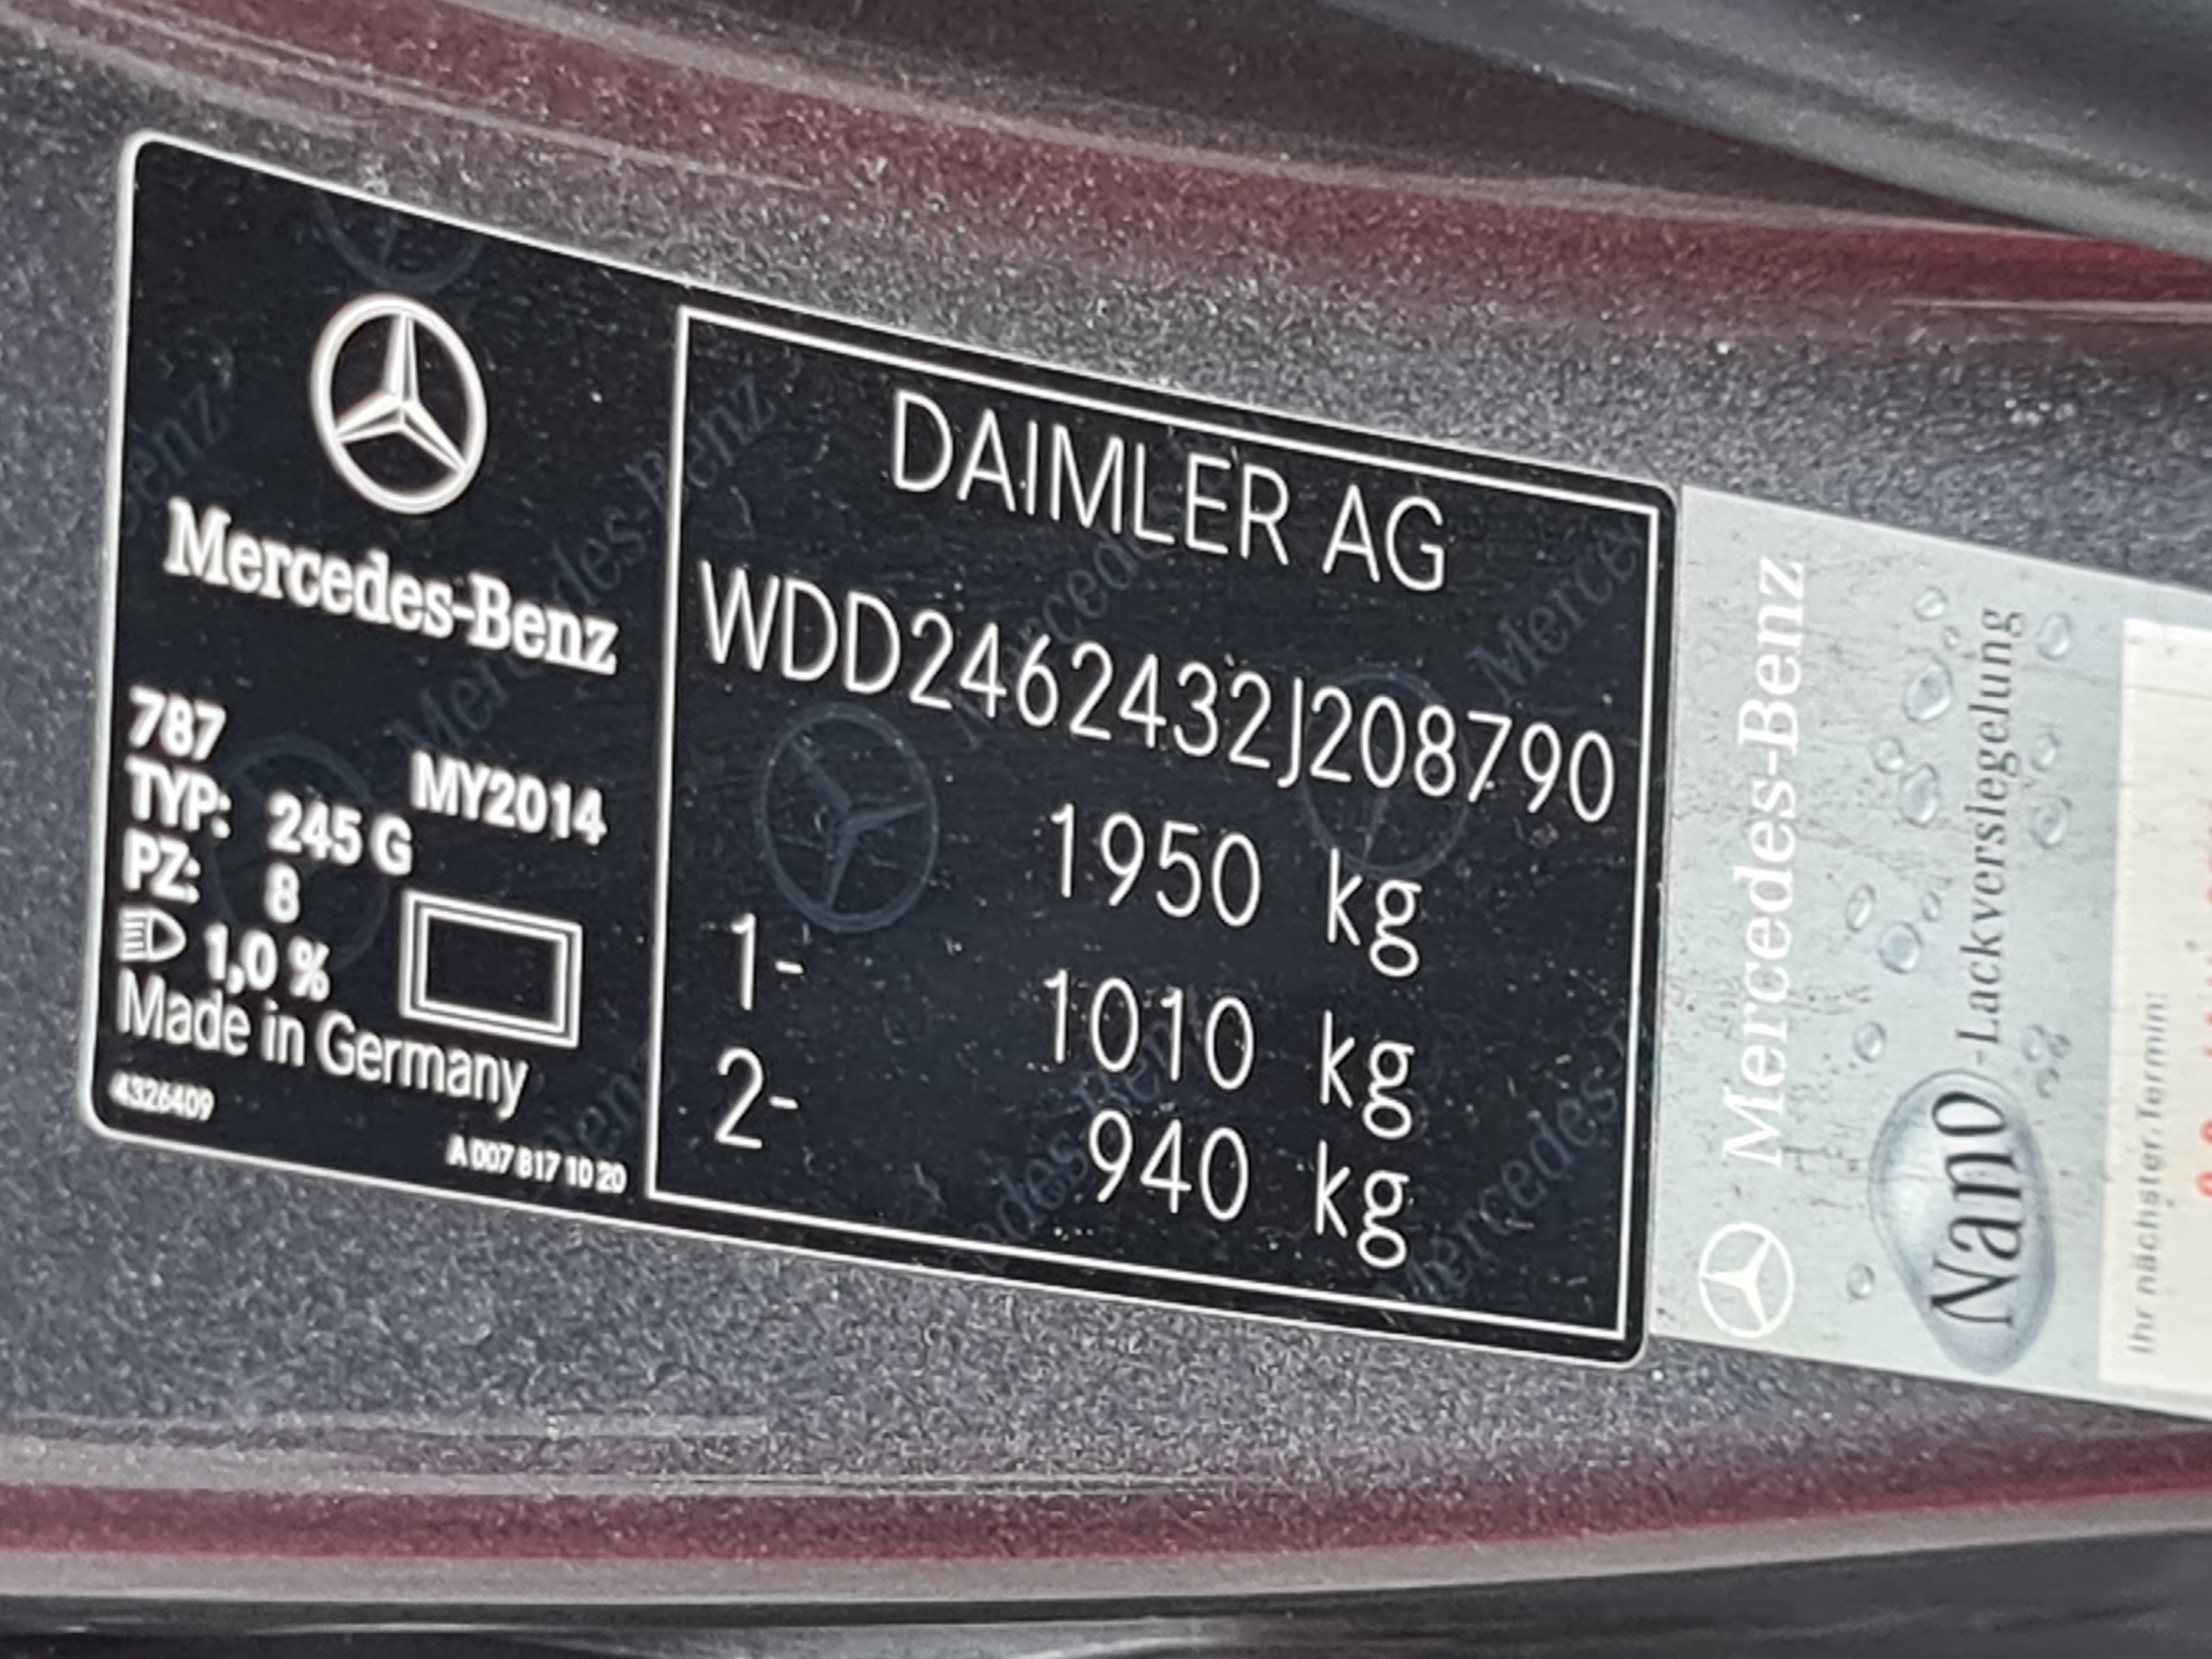 Mercedes-Benz
787
MY2014
TYP: 245 G
PZ: 8
1,0 %
Made in Germany
4326409
A 007 817 10 20
DAIMLER AG
WDD2462432J208790
1950 kg
1- 1010 kg
2- 940 kg
Mercedes-Benz
Nano-Lackversiegelung
Ihr nächster Termin: